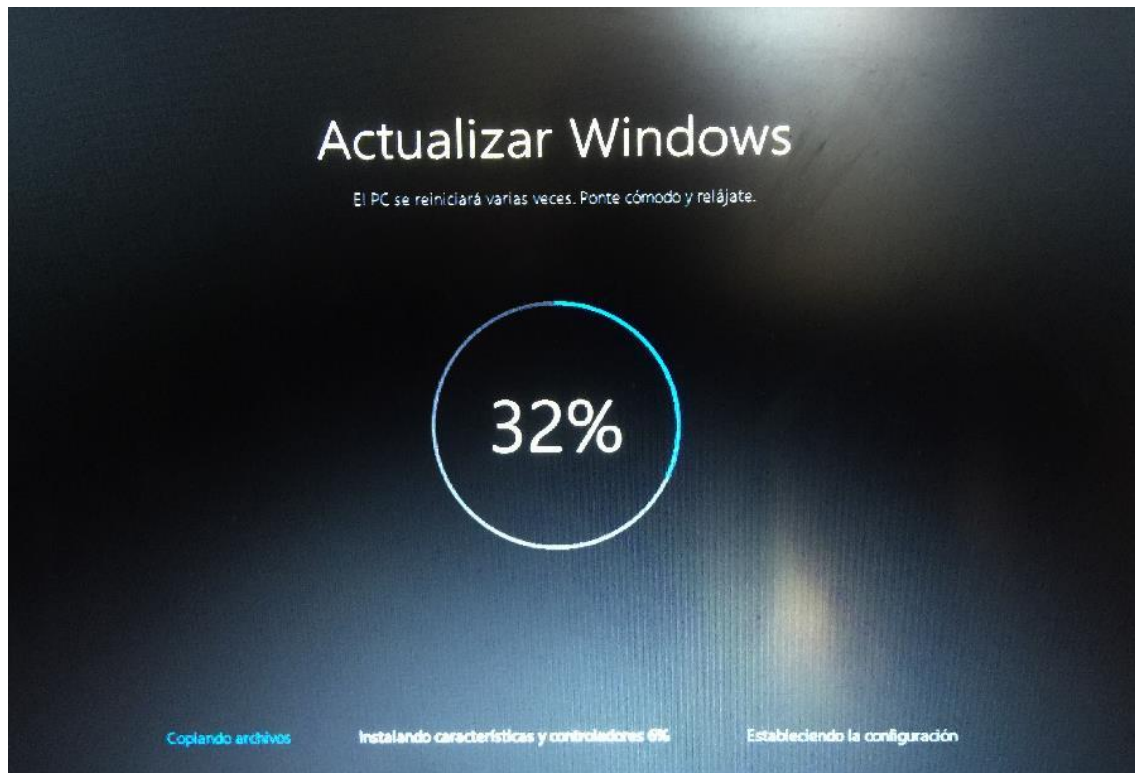 Actualizar Windows
El PC se reiniciará varias veces. Ponte cómodo y relájate.
32%
Copiando archivos Instalando características y controladores 6% Estableciendo la configuración